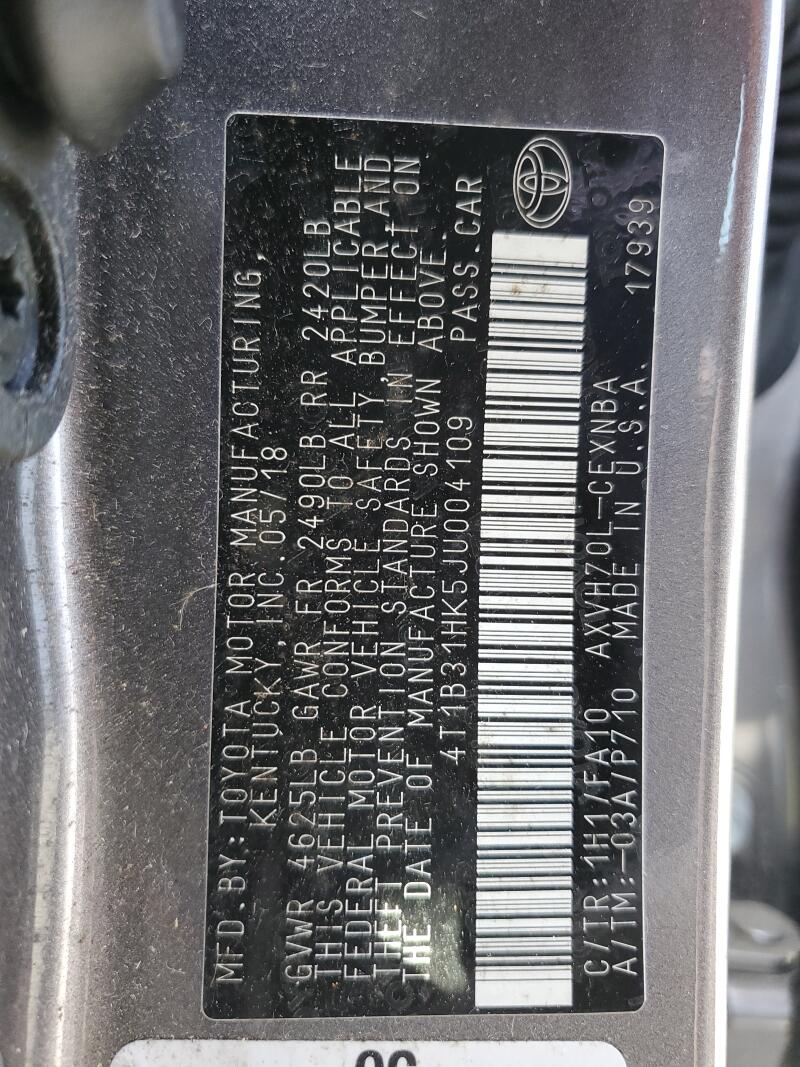 MFD.BY:TOYOTA MOTOR MANUFACTURING,
KENTUCKY, INC.05/18
GVWR 4625LB GAWR FR 2490LB RR 2420LB
THIS VEHICLE CONFORMS TO ALL APPLICABLE
FEDERAL MOTOR VEHICLE SAFETY, BUMPER,AND
THEFT PREVENTION STANDARDS IN EFFECT ON
THE DATE OF MANUFACTURE SHOWN ABOVE.
4T1B31HK5JU004109 PASS.CAR
C/TR:1H1/FA10 AXVH70L-CEXNBA
A/TM:-03A/P710 MADE IN U.S.A. 17939